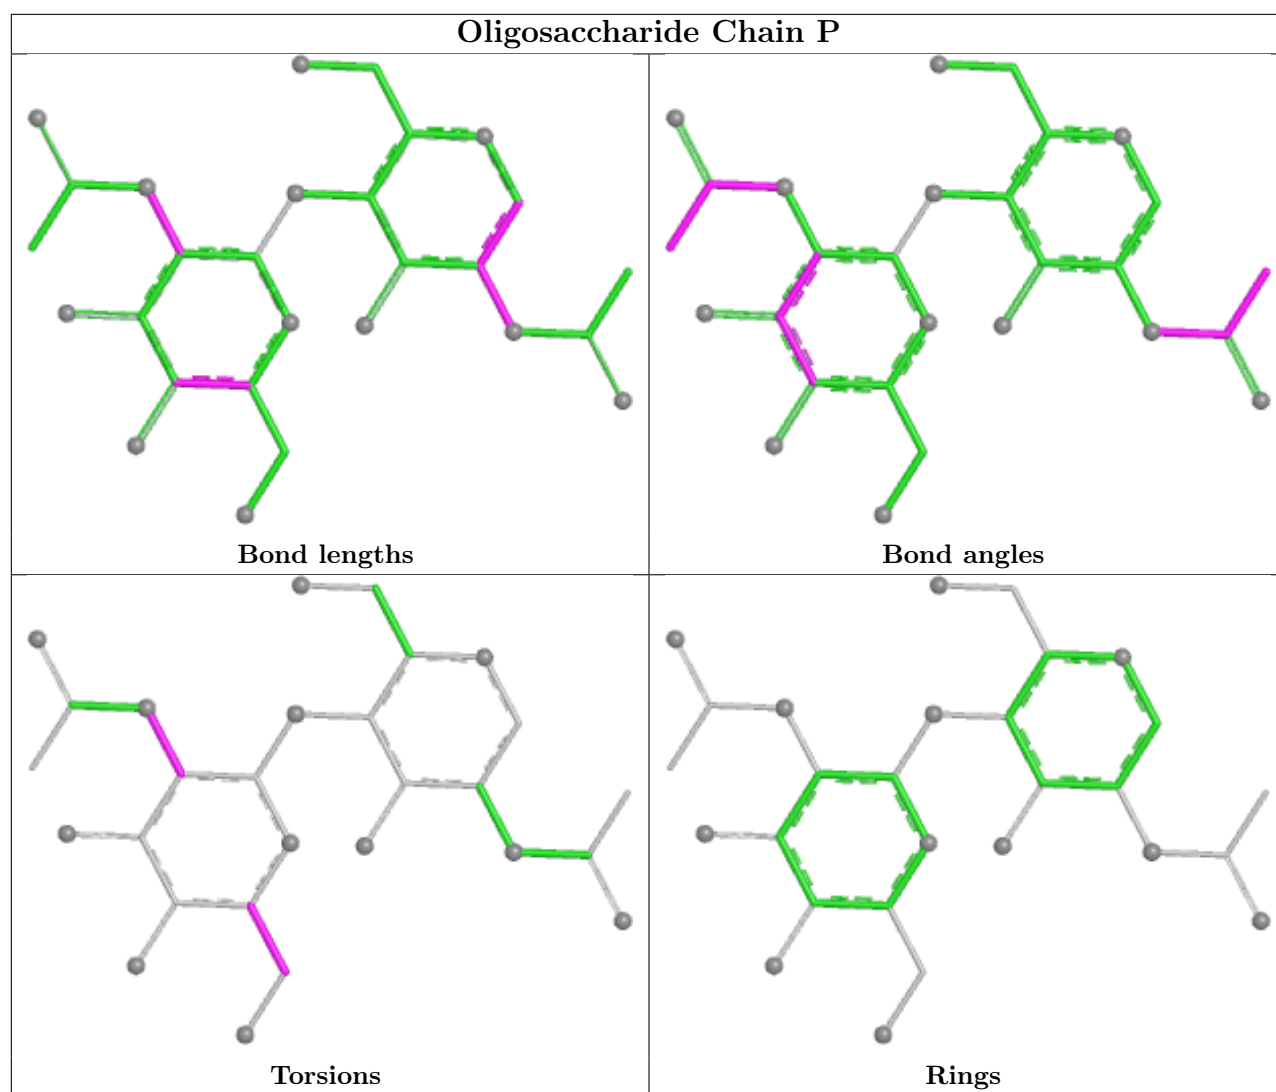 Oligosaccharide Chain P
Bond lengths
Bond angles
Torsions
Rings